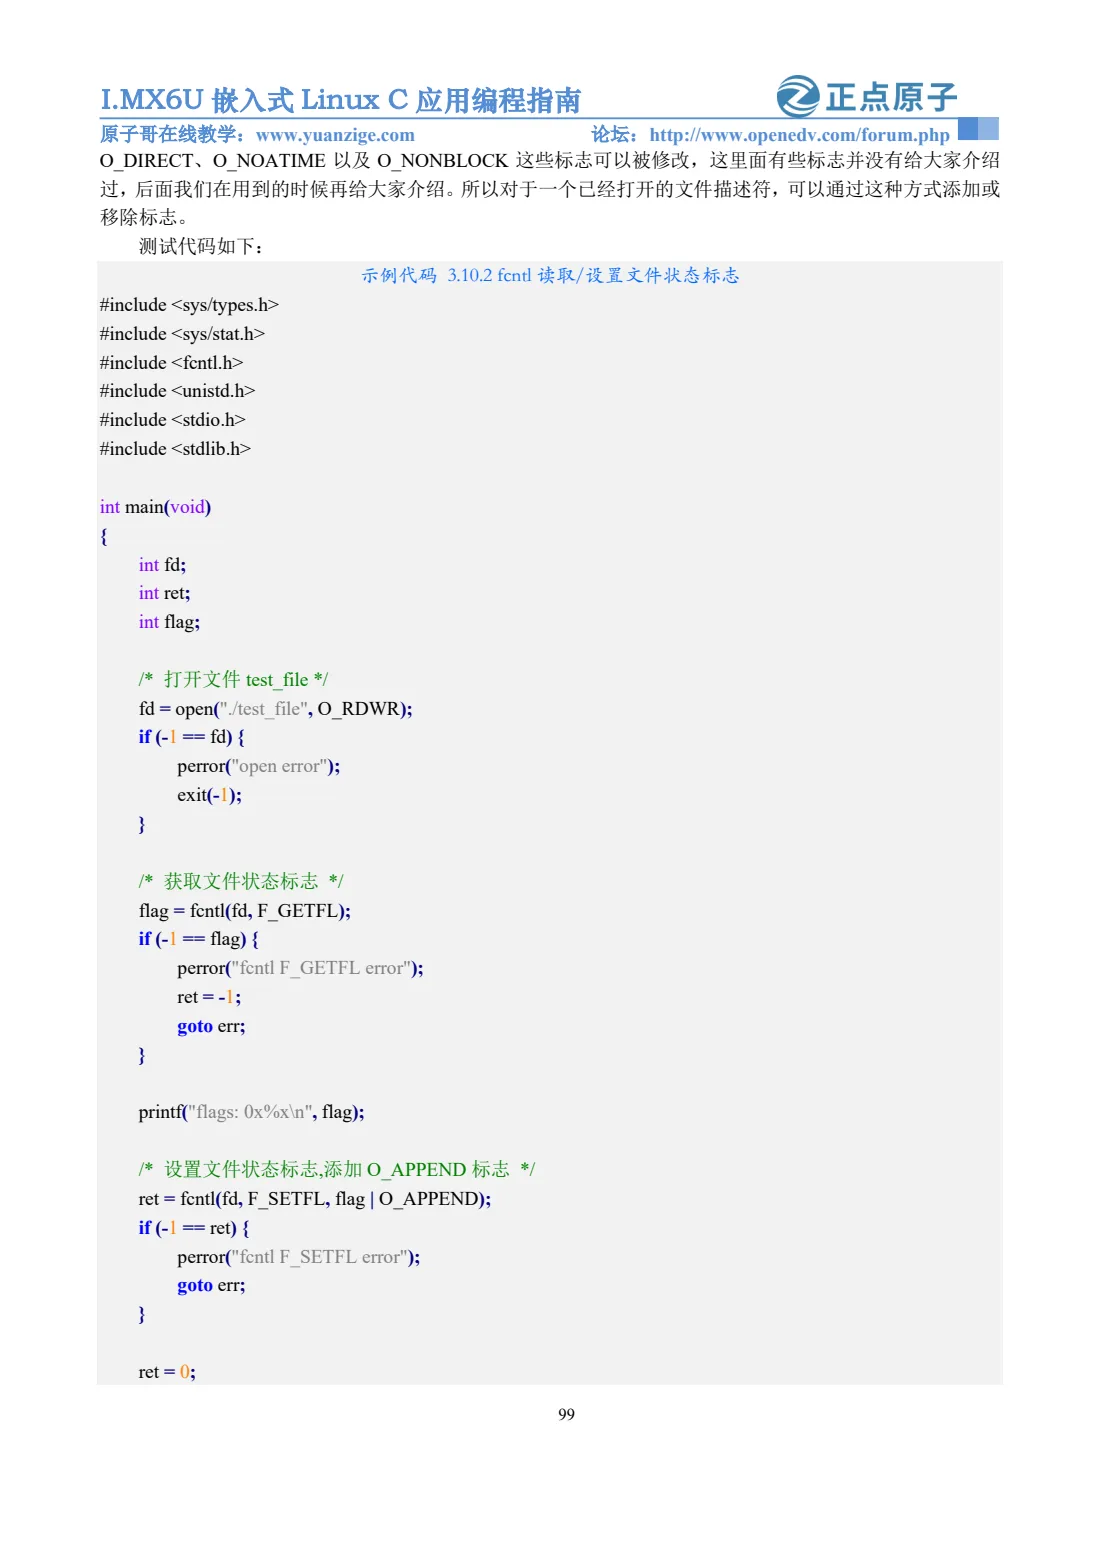 I.MX6U 嵌入式 Linux C 应用编程指南
正点原子
原子哥在线教学：www.yuanzige.com 论坛：http://www.openedv.com/forum.php
O_DIRECT、O_NOATIME 以及 O_NONBLOCK 这些标志可以被修改，这里面有些标志并没有给大家介绍
过，后面我们在用到的时候再给大家介绍。所以对于一个已经打开的文件描述符，可以通过这种方式添加或
移除标志。
测试代码如下：
示例代码 3.10.2 fcntl 读取/设置文件状态标志
#include <sys/types.h>
#include <sys/stat.h>
#include <fcntl.h>
#include <unistd.h>
#include <stdio.h>
#include <stdlib.h>
int main(void)
{
int fd;
int ret;
int flag;
/* 打开文件 test_file */
fd = open("./test_file", O_RDWR);
if (-1 == fd) {
perror("open error");
exit(-1);
}
/* 获取文件状态标志 */
flag = fcntl(fd, F_GETFL);
if (-1 == flag) {
perror("fcntl F_GETFL error");
ret = -1;
goto err;
}
printf("flags: 0x%x\n", flag);
/* 设置文件状态标志,添加 O_APPEND 标志 */
ret = fcntl(fd, F_SETFL, flag | O_APPEND);
if (-1 == ret) {
perror("fcntl F_SETFL error");
goto err;
}
ret = 0;
99